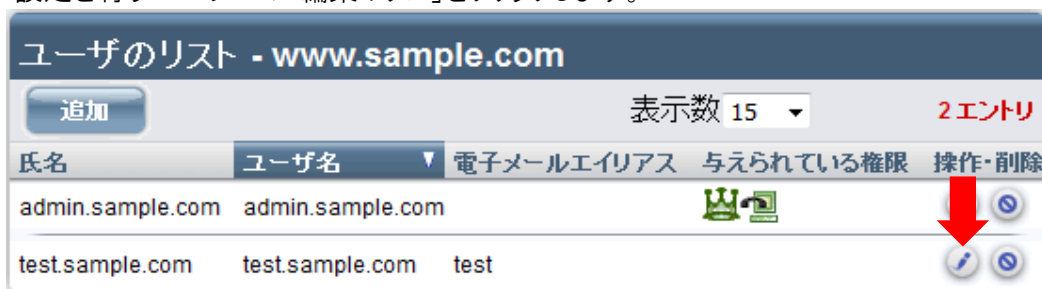 ユーザのリスト - www.sample.com
追加 表示数 15 2 エントリ
氏名 ユーザ名 電子メールエイリアス 与えられている権限 操作・削除
admin.sample.com admin.sample.com
test.sample.com test.sample.com test